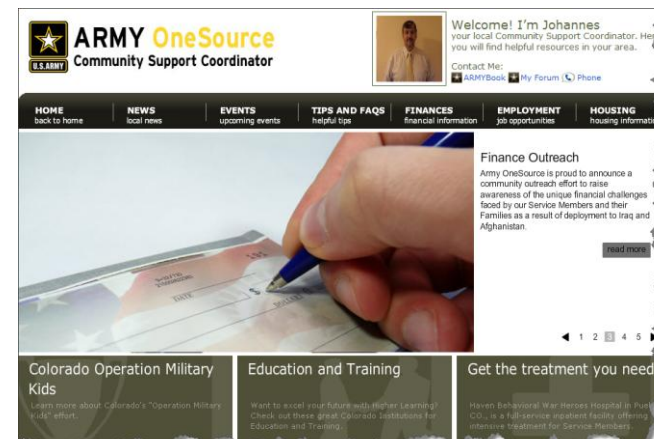 U.S.ARMY
ARMY OneSource
Community Support Coordinator
Welcome! I'm Johannes
your local Community Support Coordinator. Her
you will find helpful resources in your area.
Contact Me:
ARMYBook My Forum Phone
HOME
back to home
NEWS
local news
EVENTS
upcoming events
TIPS AND FAQS
helpful tips
FINANCES
financial information
EMPLOYMENT
job opportunities
HOUSING
housing informati
$
Finance Outreach
Army OneSource is proud to announce a
community outreach effort to raise
awareness of the unique financial challenges
faced by our Service Members and their
Families as a result of deployment to Iraq and
Afghanistan.
read more
1 2 3 4 5
Colorado Operation Military
Kids
Learn more about Colorado's "Operation Military
Kids" effort.
Education and Training
Want to excel your future with Higher Learning?
Check out these great Colorado Institutions for
Education and Training.
Get the treatment you need
Haven Behavioral War Heroes Hospital in Pue
CO., is a full-service inpatient facility offering
intensive treatment for Service Members.